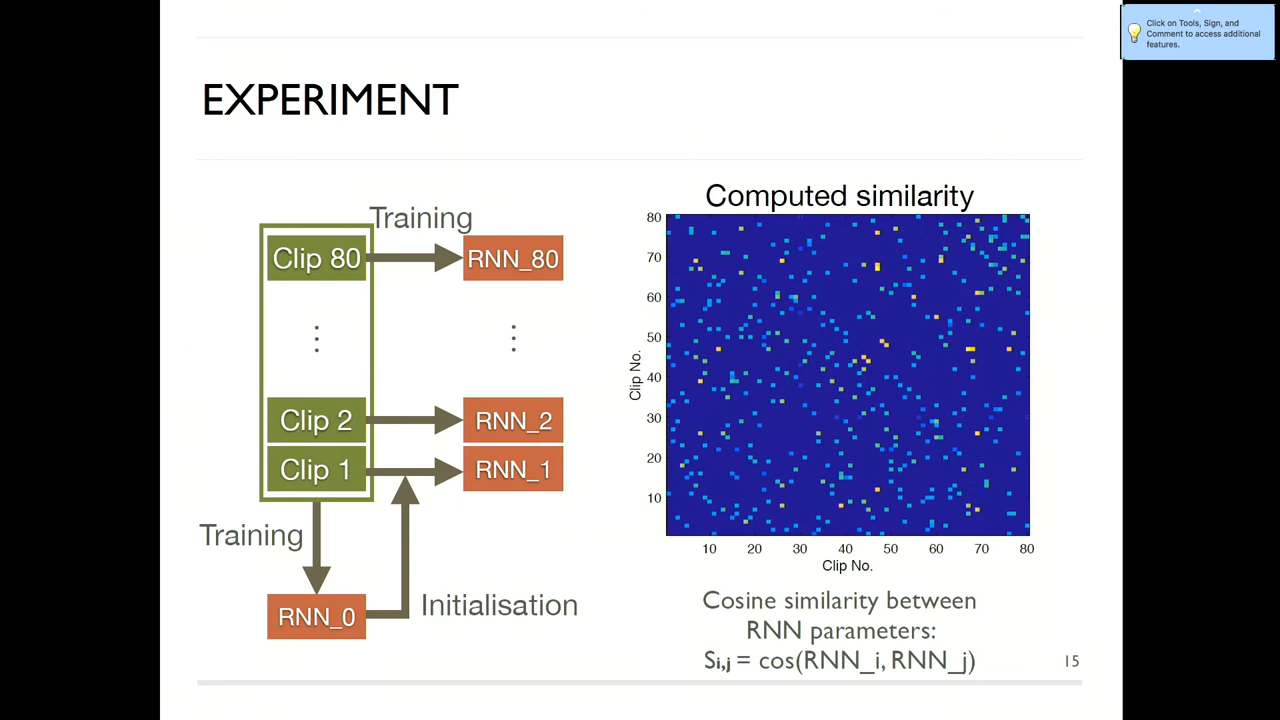 Click on Tools, Sign, and
Comment to access additional
features.
EXPERIMENT
Training
Clip 80
RNN_80
Clip 2
RNN_2
Clip 1
RNN_1
Training
RNN_0
Initialisation
Computed similarity
80
70
60
50
40
30
20
10
Clip No.
10 20 30 40 50 60 70 80
Clip No.
Cosine similarity between
RNN parameters:
Si,j = cos(RNN_i, RNN_j)
15